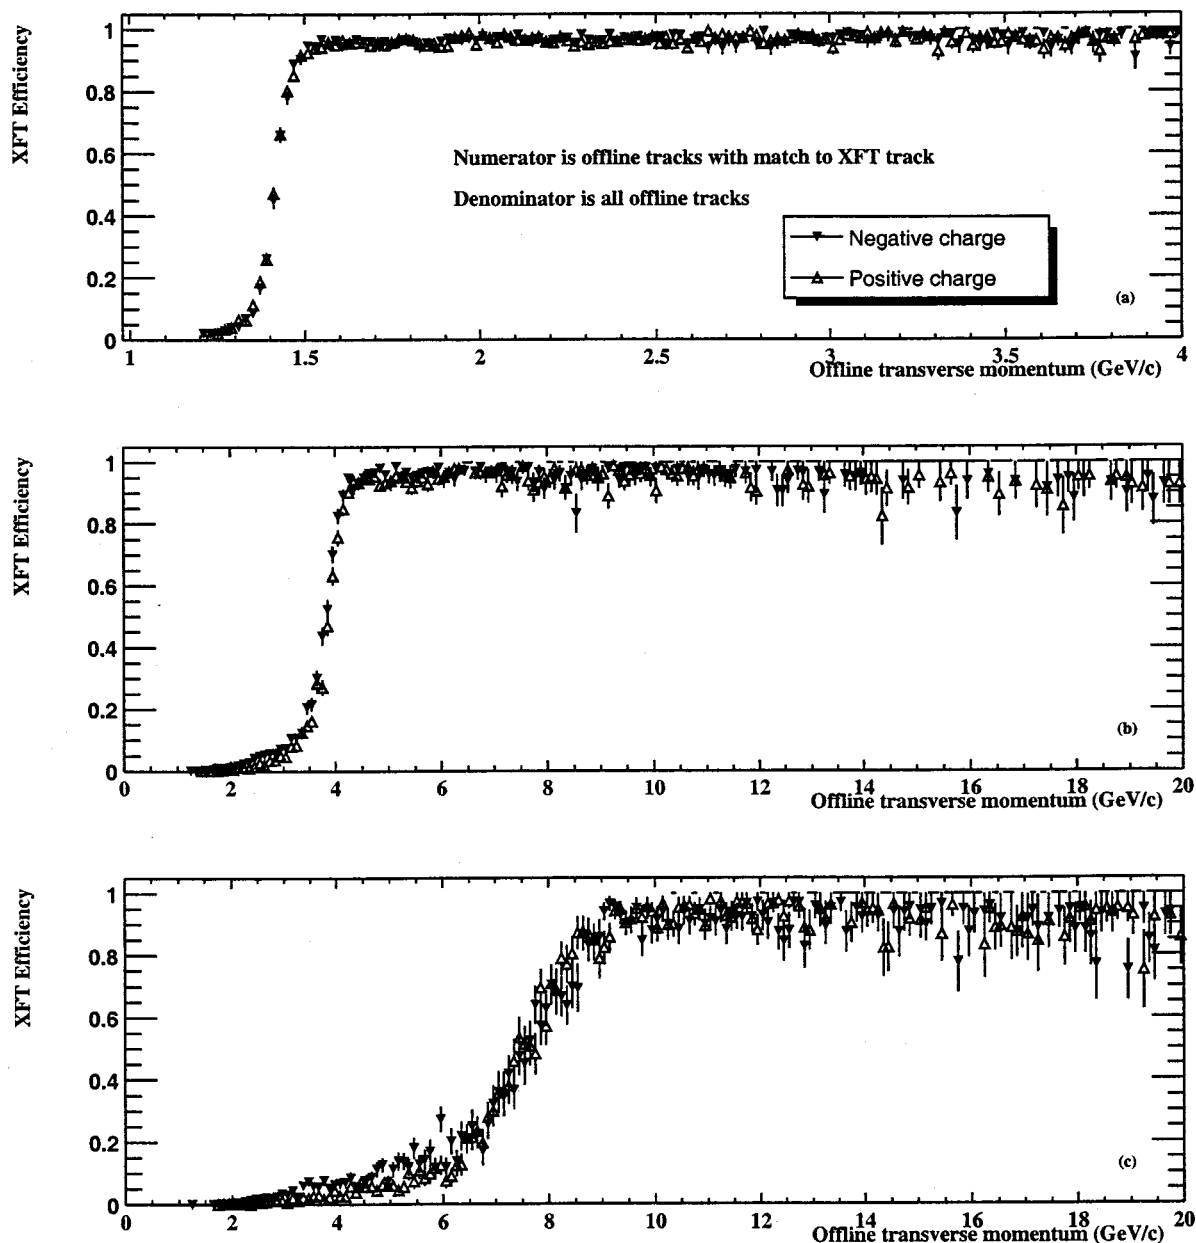 XFT Efficiency
1
0.8
0.6
0.4
0.2
0
Numerator is offline tracks with match to XFT track
Denominator is all offline tracks
Negative charge
Positive charge
(a)
1 1.5 2 2.5 3 3.5 4
Offline transverse momentum (GeV/c)
XFT Efficiency
1
0.8
0.6
0.4
0.2
0
(b)
0 2 4 6 8 10 12 14 16 18 20
Offline transverse momentum (GeV/c)
XFT Efficiency
1
0.8
0.6
0.4
0.2
0
(c)
0 2 4 6 8 10 12 14 16 18 20
Offline transverse momentum (GeV/c)